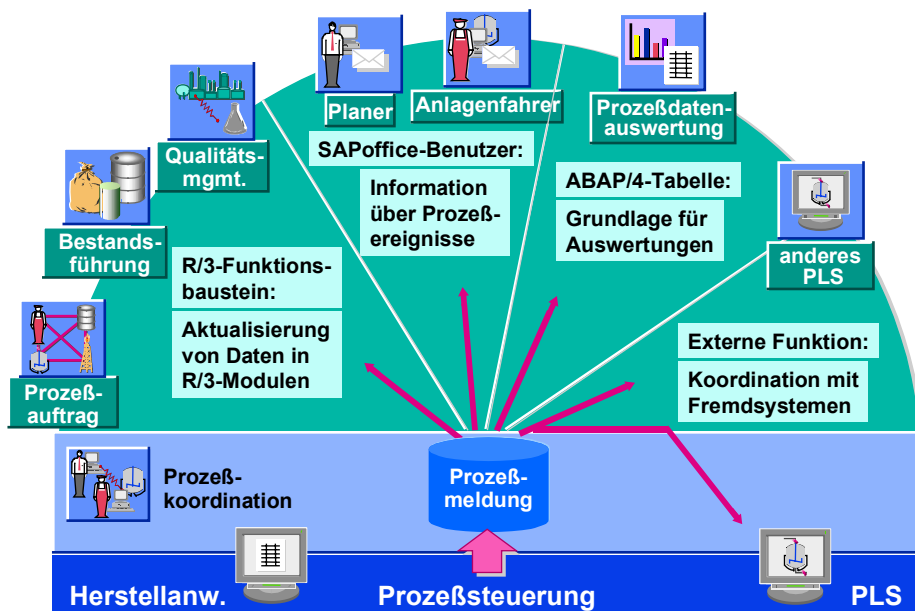 Planer
Anlagenfahrer
Prozeßdaten-
auswertung
Qualitäts-
mgmt.
SAPoffice-Benutzer:
Information
über Prozeß-
ereignisse
ABAP/4-Tabelle:
Grundlage für
Auswertungen
Bestands-
führung
anderes
PLS
R/3-Funktions-
baustein:
Aktualisierung
von Daten in
R/3-Modulen
Externe Funktion:
Koordination mit
Fremdsystemen
Prozeß-
auftrag
Prozeß-
koordination
Prozeß-
meldung
Herstellanw.
Prozeßsteuerung
PLS